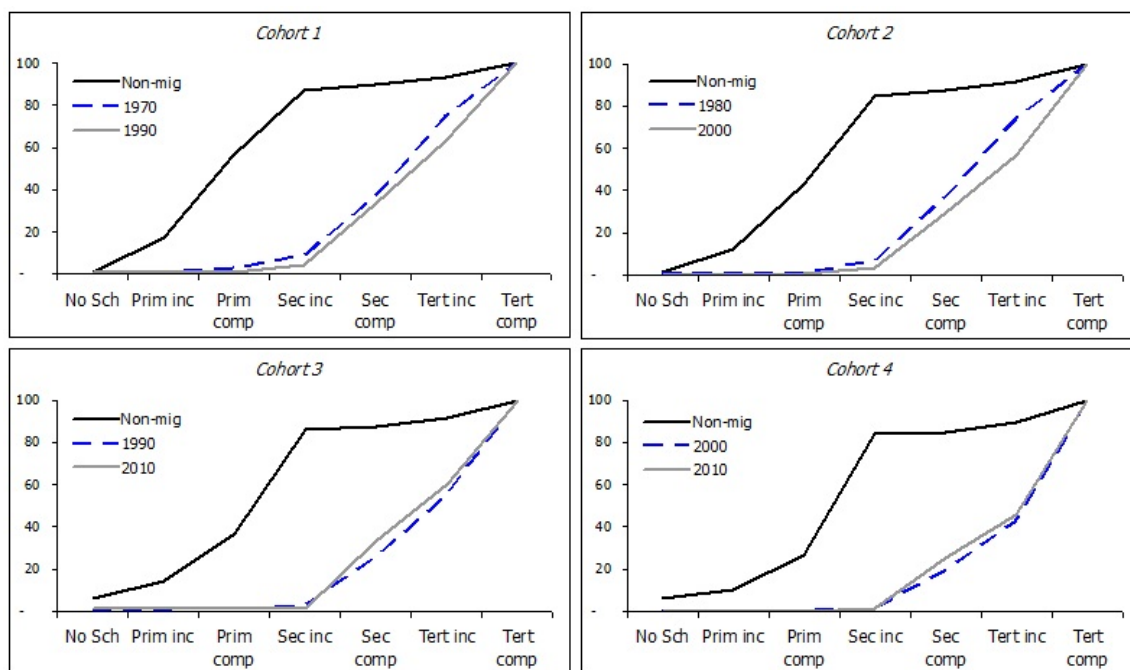 Cohort 1
100
80
60
40
20
-
Non-mig
1970
1990
No Sch Prim inc Prim comp Sec inc Sec comp Tert inc Tert comp
Cohort 2
100
80
60
40
20
-
Non-mig
1980
2000
No Sch Prim inc Prim comp Sec inc Sec comp Tert inc Tert comp
Cohort 3
100
80
60
40
20
-
Non-mig
1990
2010
No Sch Prim inc Prim comp Sec inc Sec comp Tert inc Tert comp
Cohort 4
100
80
60
40
20
-
Non-mig
2000
2010
No Sch Prim inc Prim comp Sec inc Sec comp Tert inc Tert comp